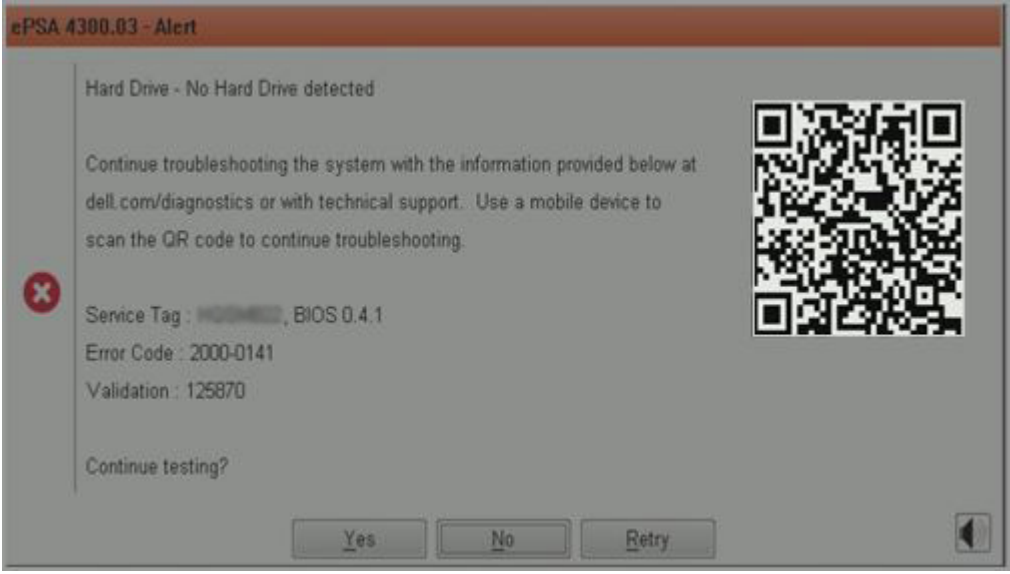 ePSA 4300.03 - Alert
Hard Drive - No Hard Drive detected
Continue troubleshooting the system with the information provided below at
dell.com/diagnostics or with technical support. Use a mobile device to
scan the QR code to continue troubleshooting.
Service Tag : , BIOS 0.4.1
Error Code : 2000-0141
Validation : 125870
Continue testing?
Yes No Retry